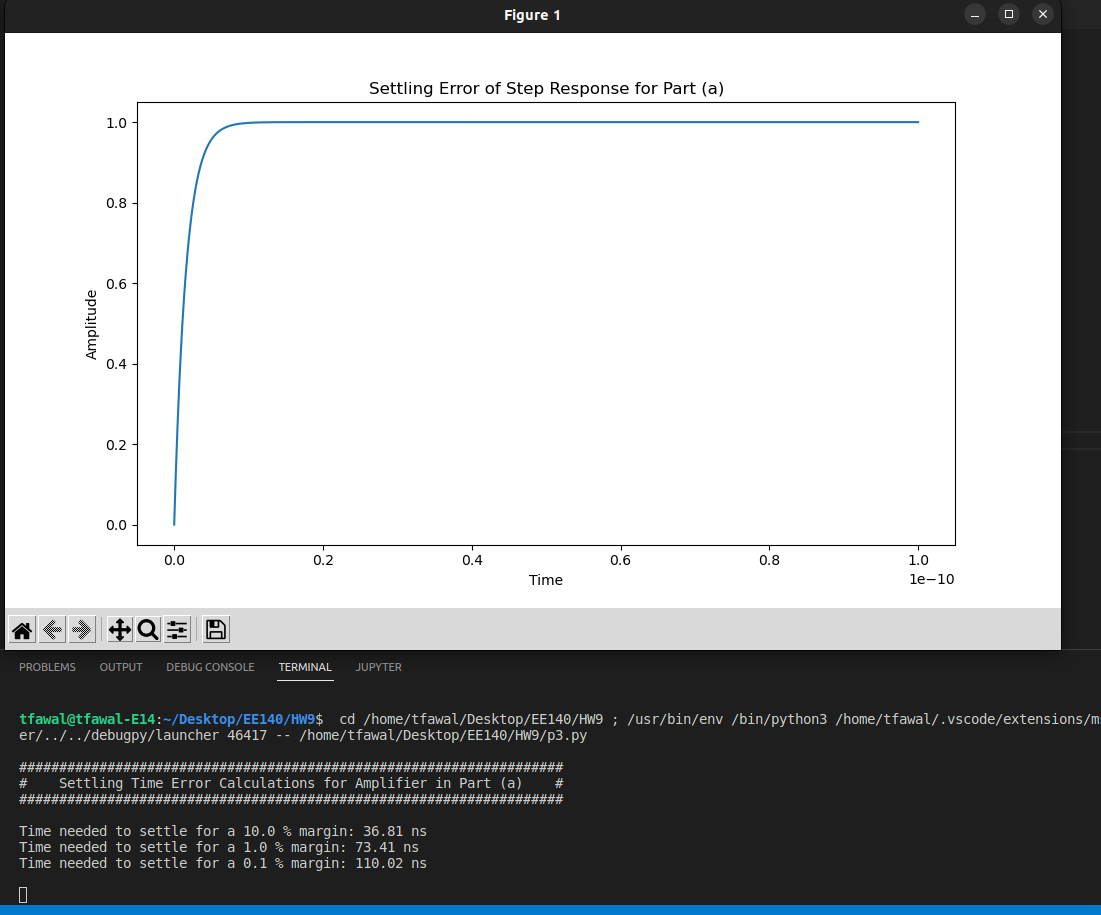 Figure 1
Settling Error of Step Response for Part (a)
1.0
0.8
0.6
0.4
0.2
0.0
Amplitude
0.0 0.2 0.4 0.6 0.8 1.0
1e−10
Time
PROBLEMS OUTPUT DEBUG CONSOLE TERMINAL JUPYTER
tfawal@tfawal-E14:~/Desktop/EE140/HW9$  cd /home/tfawal/Desktop/EE140/HW9 ; /usr/bin/env /bin/python3 /home/tfawal/.vscode/extensions/ms
er/../../debugpy/launcher 46417 -- /home/tfawal/Desktop/EE140/HW9/p3.py
####################################################################
#    Settling Time Error Calculations for Amplifier in Part (a)    #
####################################################################
Time needed to settle for a 10.0 % margin: 36.81 ns
Time needed to settle for a 1.0 % margin: 73.41 ns
Time needed to settle for a 0.1 % margin: 110.02 ns